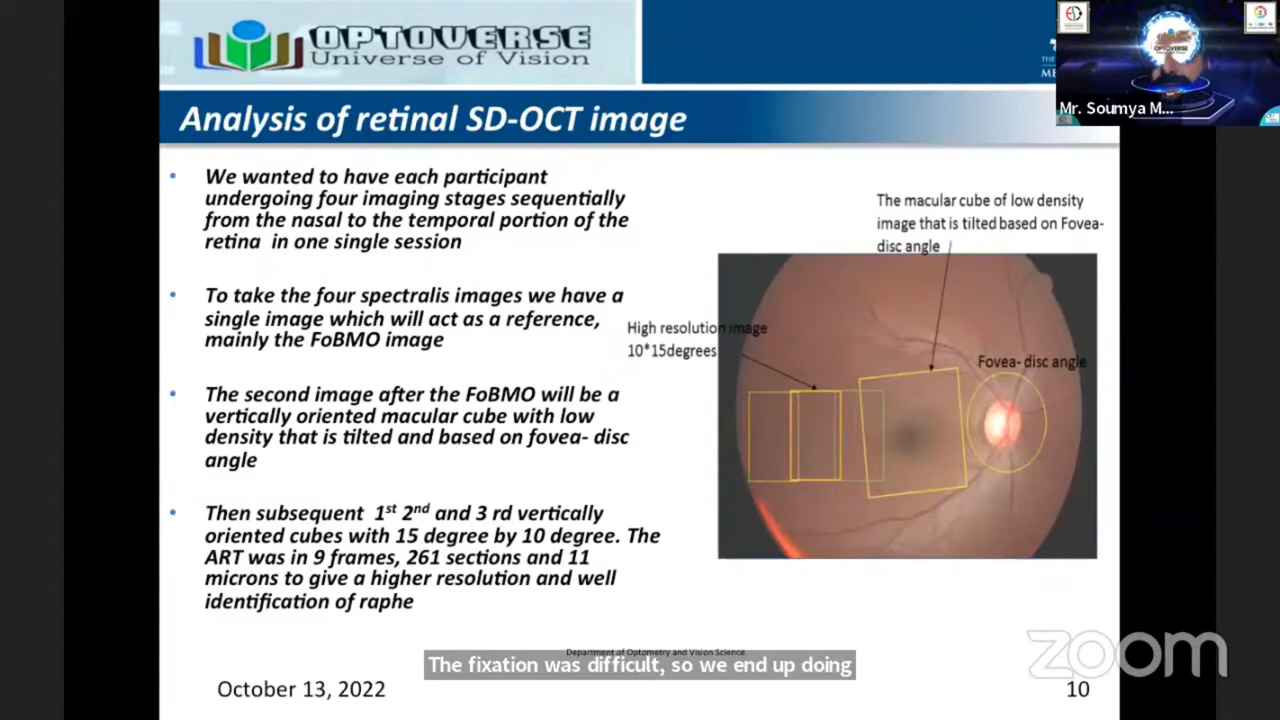 OPTOVERSE
Universe of Vision
Mr. Soumya M...
Analysis of retinal SD-OCT image
• We wanted to have each participant
undergoing four imaging stages sequentially
from the nasal to the temporal portion of the
retina in one single session
• To take the four spectralis images we have a
single image which will act as a reference,
mainly the FoBMO image
• The second image after the FoBMO will be a
vertically oriented macular cube with low
density that is tilted and based on fovea- disc
angle
• Then subsequent 1st 2nd and 3 rd vertically
oriented cubes with 15 degree by 10 degree. The
ART was in 9 frames, 261 sections and 11
microns to give a higher resolution and well
identification of raphe
The macular cube of low density
image that is tilted based on Fovea-
disc angle
High resolution image
10*15degrees
Fovea- disc angle
Department of Optometry and Vision Science
The fixation was difficult, so we end up doing
October 13, 2022
10
zoom